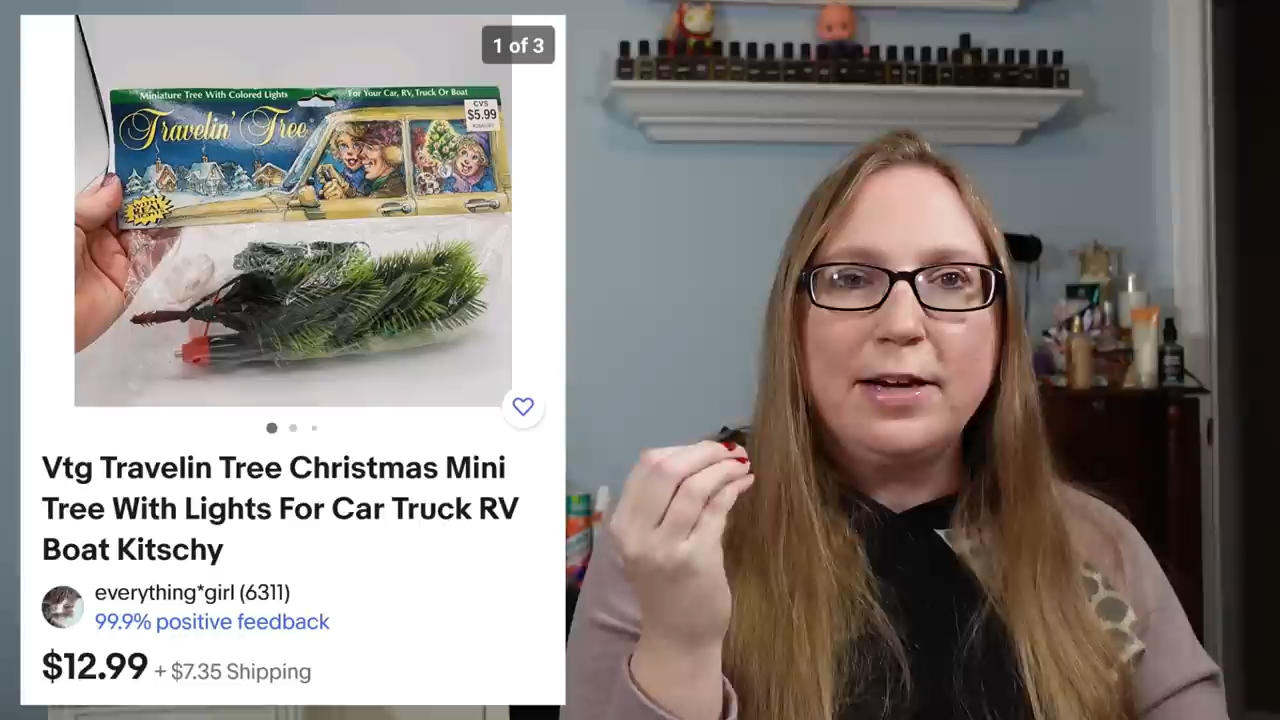 1 of 3
Miniature Tree With Colored Lights
For Your Car, RV, Truck Or Boat
CVS
$5.99
Travelin' Tree
Vtg Travelin Tree Christmas Mini
Tree With Lights For Car Truck RV
Boat Kitschy
everything*girl (6311)
99.9% positive feedback
$12.99 + $7.35 Shipping